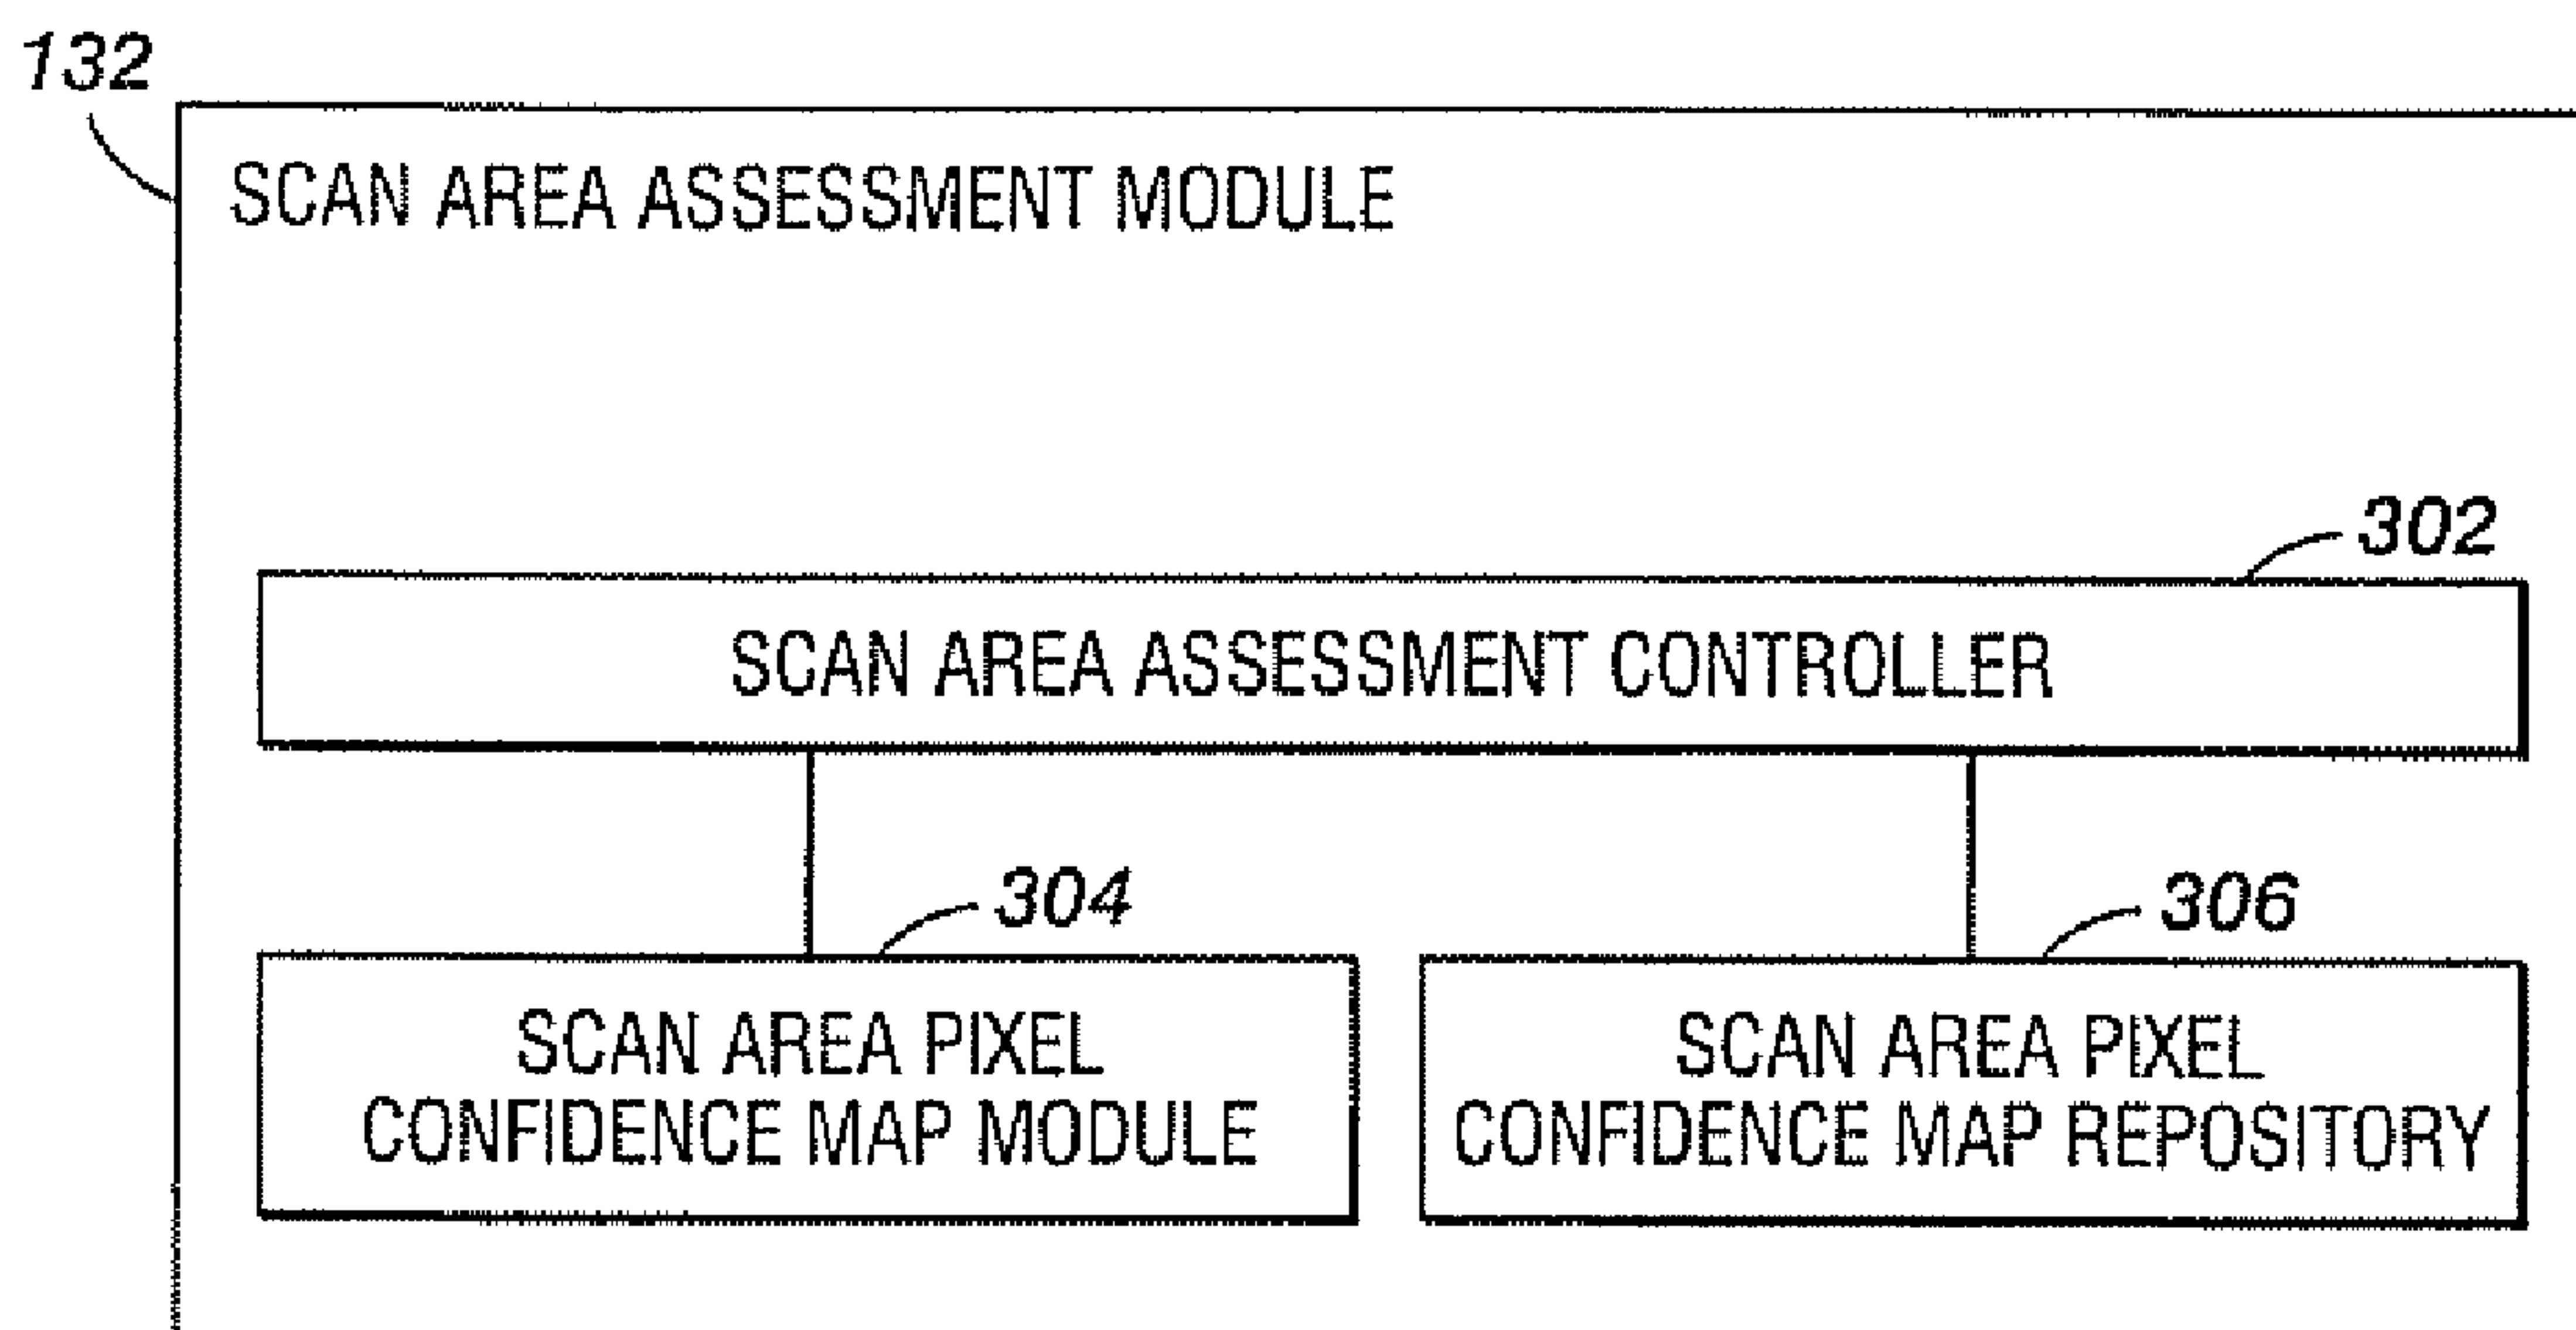 132
SCAN AREA ASSESSMENT MODULE
302
SCAN AREA ASSESSMENT CONTROLLER
304
306
SCAN AREA PIXEL
CONFIDENCE MAP MODULE
SCAN AREA PIXEL
CONFIDENCE MAP REPOSITORY